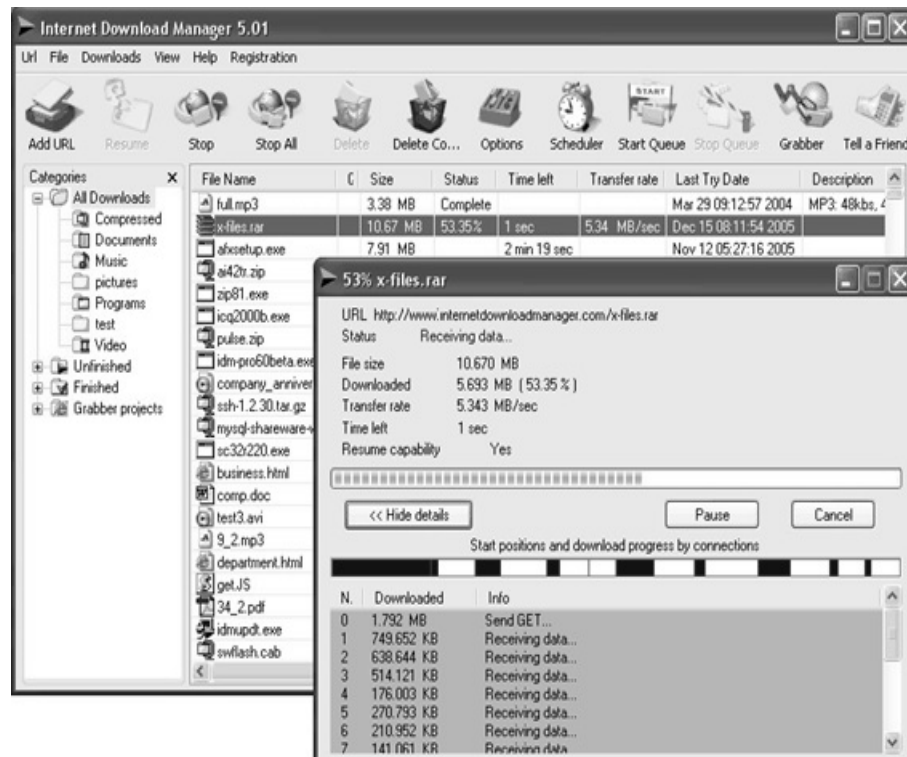 Internet Download Manager 5.01
Url File Downloads View Help Registration
Add URL Resume Stop Stop All Delete Delete Co... Options Scheduler Start Queue Stop Queue Grabber Tell a Friend
Categories
All Downloads
Compressed
Documents
Music
pictures
Programs
test
Video
Unfinished
Finished
Grabber projects
File Name Size Status Time left Transfer rate Last Try Date Description
full.mp3 3.38 MB Complete Mar 29 09:12:57 2004 MP3: 48kbs, 4
x-files.rar 10.67 MB 53.35% 1 sec 5.34 MB/sec Dec 15 08:11:54 2005
afxsetup.exe 7.91 MB 2 min 19 sec Nov 12 05:27:16 2005
ai42tr.zip
zip81.exe
icq2000b.exe
pulse.zip
idm-pro60beta.exe
company_anniver
ssh-1.2.30.tar.gz
mysql-shareware-
sc32r220.exe
business.html
comp.doc
test3.avi
9_2.mp3
department.html
get.JS
34_2.pdf
idmupdt.exe
swflash.cab
53% x-files.rar
URL http://www.internetdownloadmanager.com/x-files.rar
Status Receiving data...
File size 10.670 MB
Downloaded 5.693 MB ( 53.35 % )
Transfer rate 5.343 MB/sec
Time left 1 sec
Resume capability Yes
<< Hide details Pause Cancel
Start positions and download progress by connections
N. Downloaded Info
0 1.792 MB Send GET...
1 749.652 KB Receiving data...
2 638.644 KB Receiving data...
3 514.121 KB Receiving data...
4 176.003 KB Receiving data...
5 270.793 KB Receiving data...
6 210.952 KB Receiving data...
7 141.061 KB Receiving data